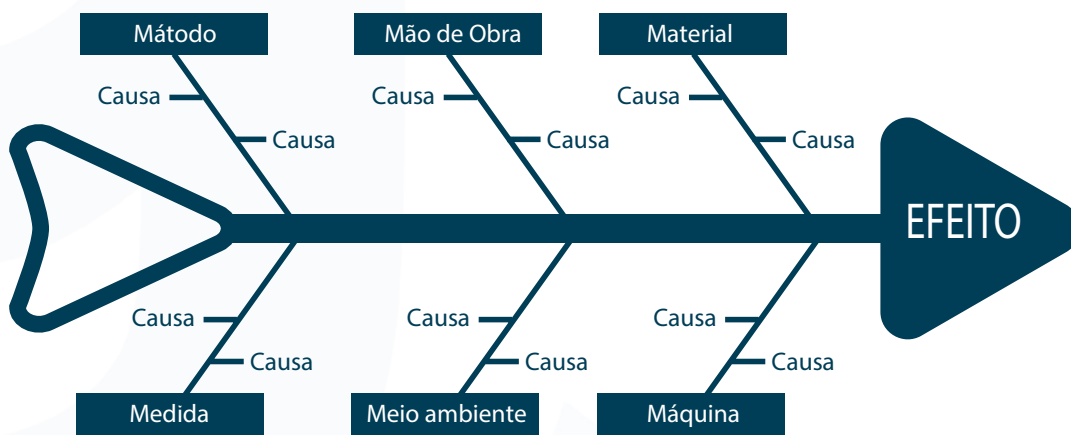 Mátodo
Mão de Obra
Material
Causa
Causa
Causa
Causa
Causa
Causa
EFEITO
Causa
Causa
Causa
Causa
Causa
Causa
Medida
Meio ambiente
Máquina